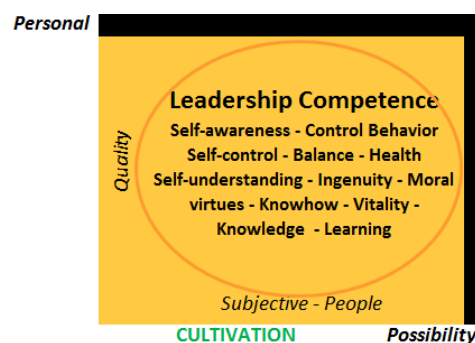 Personal
Leadership Competence
Self-awareness - Control Behavior
Self-control - Balance - Health
Self-understanding - Ingenuity - Moral
virtues - Knowhow - Vitality -
Knowledge - Learning
Quality
Subjective - People
CULTIVATION Possibility